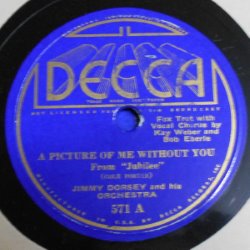 DECCA
Fox Trot with
Vocal Chorus by
Kay Weber and
Bob Eberle
A PICTURE OF ME WITHOUT YOU
From "Jubilee"
(COLE PORTER)
JIMMY DORSEY and his
ORCHESTRA
571 A